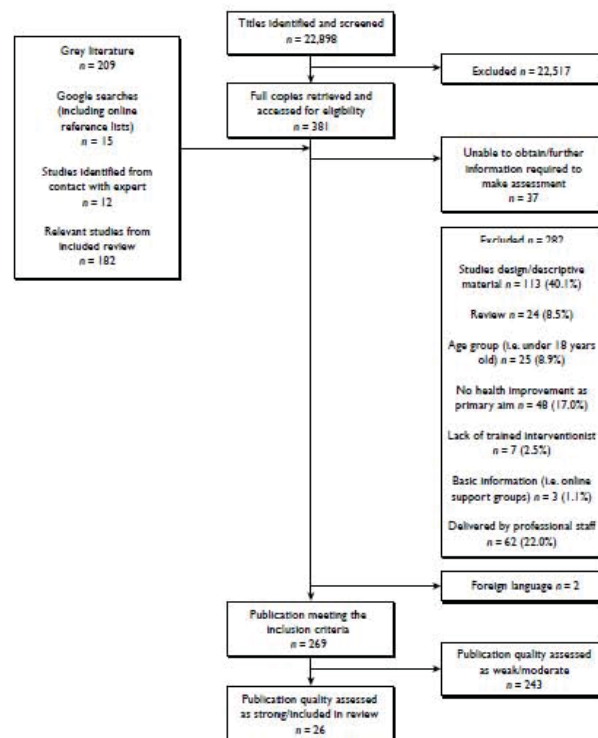 Titles identified and screened
n = 22,898
Grey literature
n = 209
Google searches
(including online
reference lists)
n = 15
Studies identified from
contact with expert
n = 12
Relevant studies from
included review
n = 182
Excluded n = 22,517
Full copies retrieved and
accessed for eligibility
n = 381
Unable to obtain/further
information required to
make assessment
n = 37
Excluded n = 282
Studies design/descriptive
material n = 113 (40.1%)
Review n = 24 (8.5%)
Age group (i.e. under 18 years
old) n = 25 (8.9%)
No health improvement as
primary aim n = 48 (17.0%)
Lack of trained interventionist
n = 7 (2.5%)
Basic information (i.e. online
support groups) n = 3 (1.1%)
Delivered by professional staff
n = 62 (22.0%)
Foreign language n = 2
Publication meeting the
inclusion criteria
n = 269
Publication quality assessed
as weak/moderate
n = 243
Publication quality assessed
as strong/included in review
n = 26